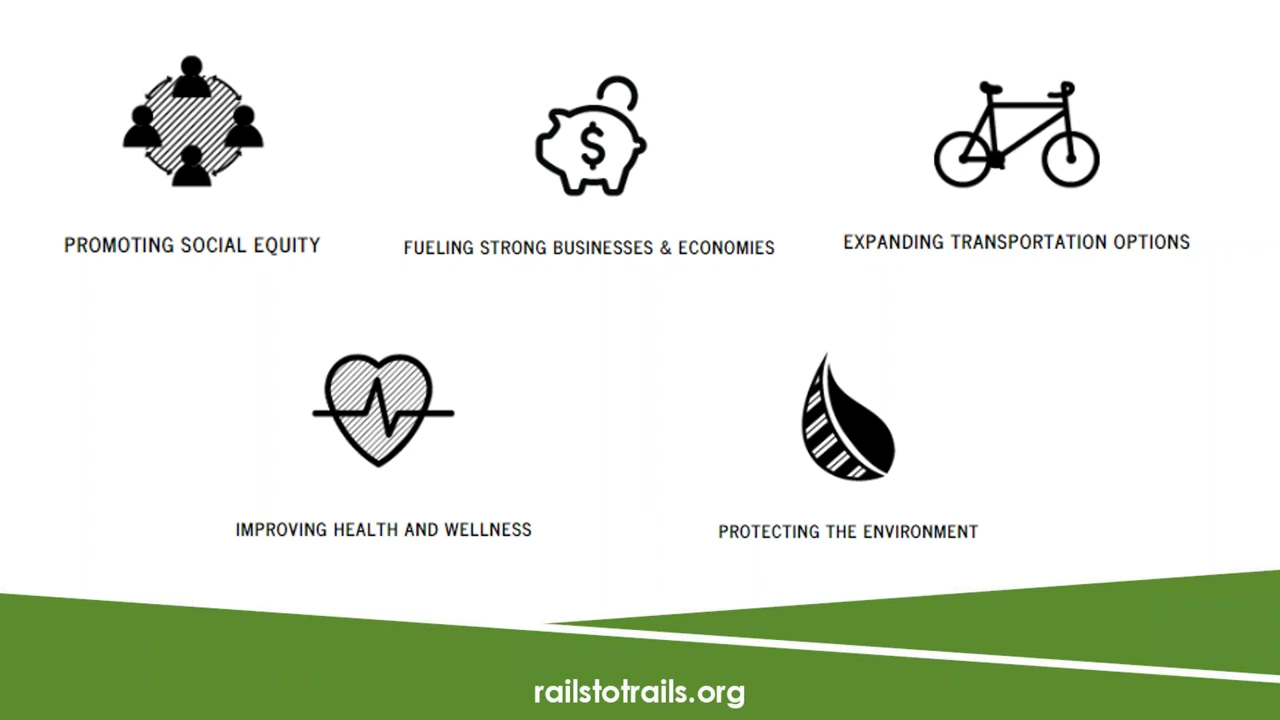 $
PROMOTING SOCIAL EQUITY
FUELING STRONG BUSINESSES & ECONOMIES
EXPANDING TRANSPORTATION OPTIONS
IMPROVING HEALTH AND WELLNESS
PROTECTING THE ENVIRONMENT
railstotrails.org